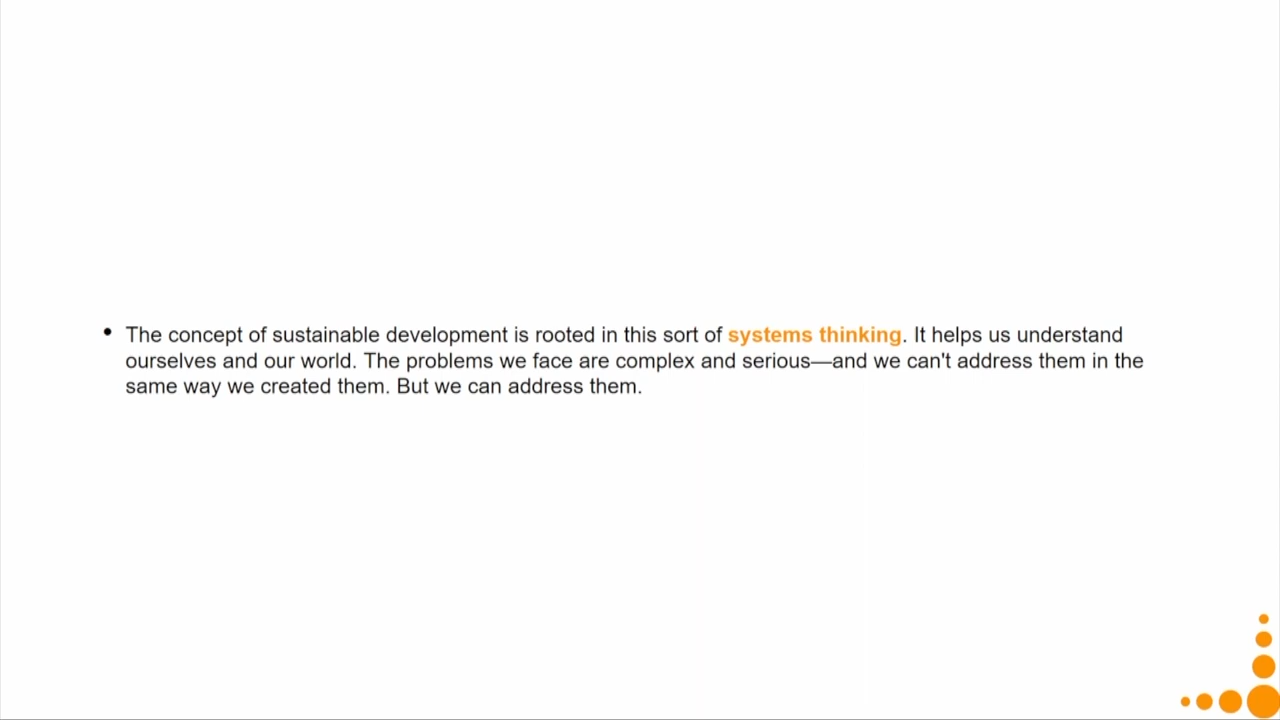 • The concept of sustainable development is rooted in this sort of systems thinking. It helps us understand
ourselves and our world. The problems we face are complex and serious—and we can't address them in the
same way we created them. But we can address them.